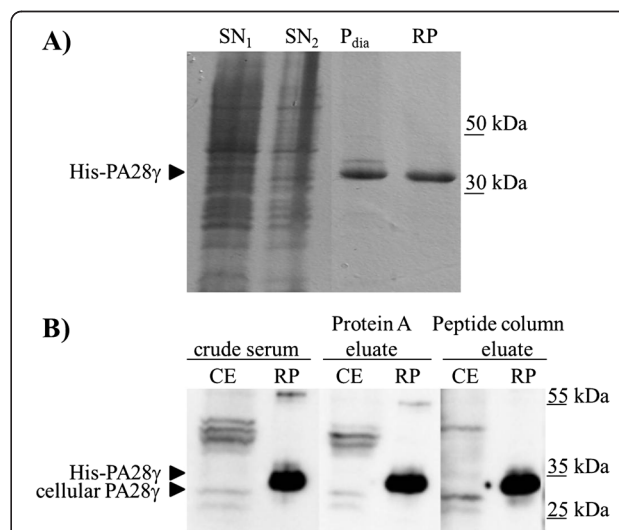 A)
SN₁ SN₂ P_dia RP
50 kDa
His-PA28γ
30 kDa
B)
crude serum Protein A eluate Peptide column eluate
CE RP CE RP CE RP
55 kDa
His-PA28γ
35 kDa
cellular PA28γ
25 kDa